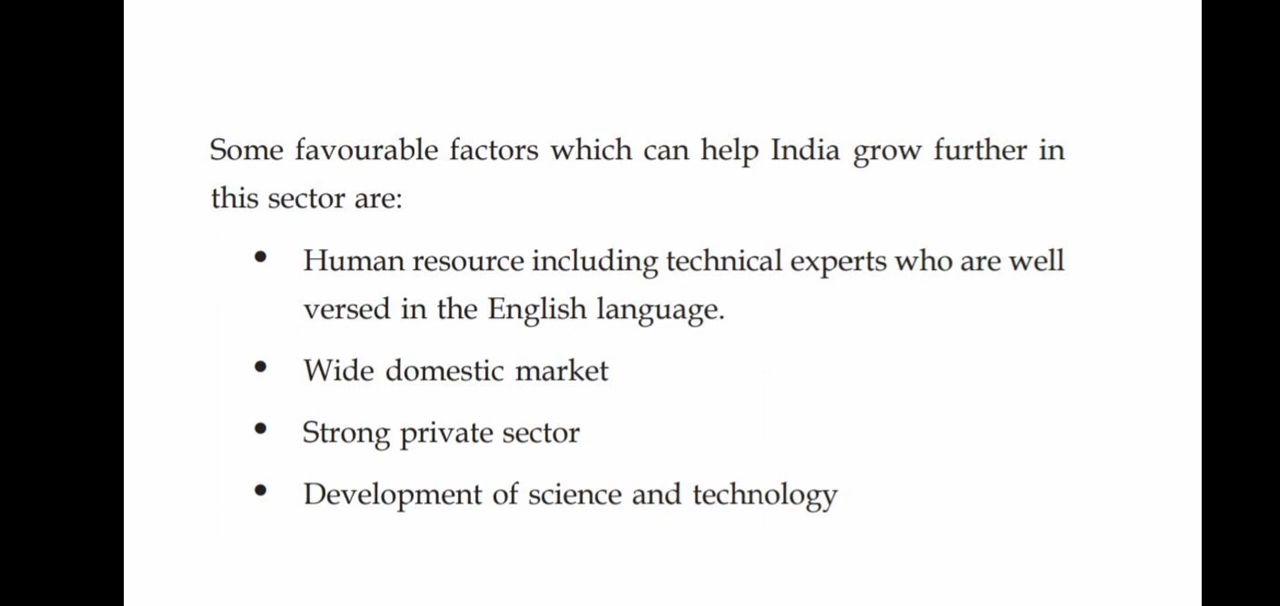 Some favourable factors which can help India grow further in
this sector are:
• Human resource including technical experts who are well
versed in the English language.
• Wide domestic market
• Strong private sector
• Development of science and technology